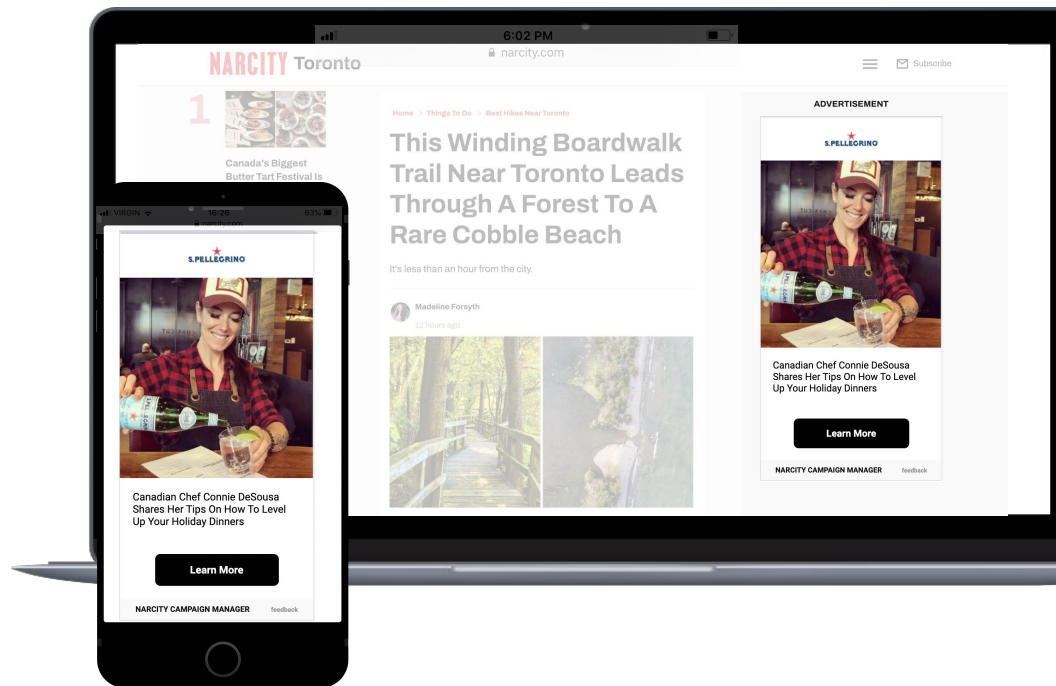 6:02 PM
narcity.com
NARCITY Toronto
Subscribe
1
Canada's Biggest
Butter Tart Festival Is
Home > Things To Do > Best Hikes Near Toronto
This Winding Boardwalk
Trail Near Toronto Leads
Through A Forest To A
Rare Cobble Beach
It's less than an hour from the city.
Madeline Forsyth
12 hours ago
ADVERTISEMENT
S.PELLEGRINO
Canadian Chef Connie DeSousa
Shares Her Tips On How To Level
Up Your Holiday Dinners
Learn More
NARCITY CAMPAIGN MANAGER feedback
VIRGIN 16:26 63%
narcity.com
S.PELLEGRINO
Canadian Chef Connie DeSousa
Shares Her Tips On How To Level
Up Your Holiday Dinners
Learn More
NARCITY CAMPAIGN MANAGER feedback